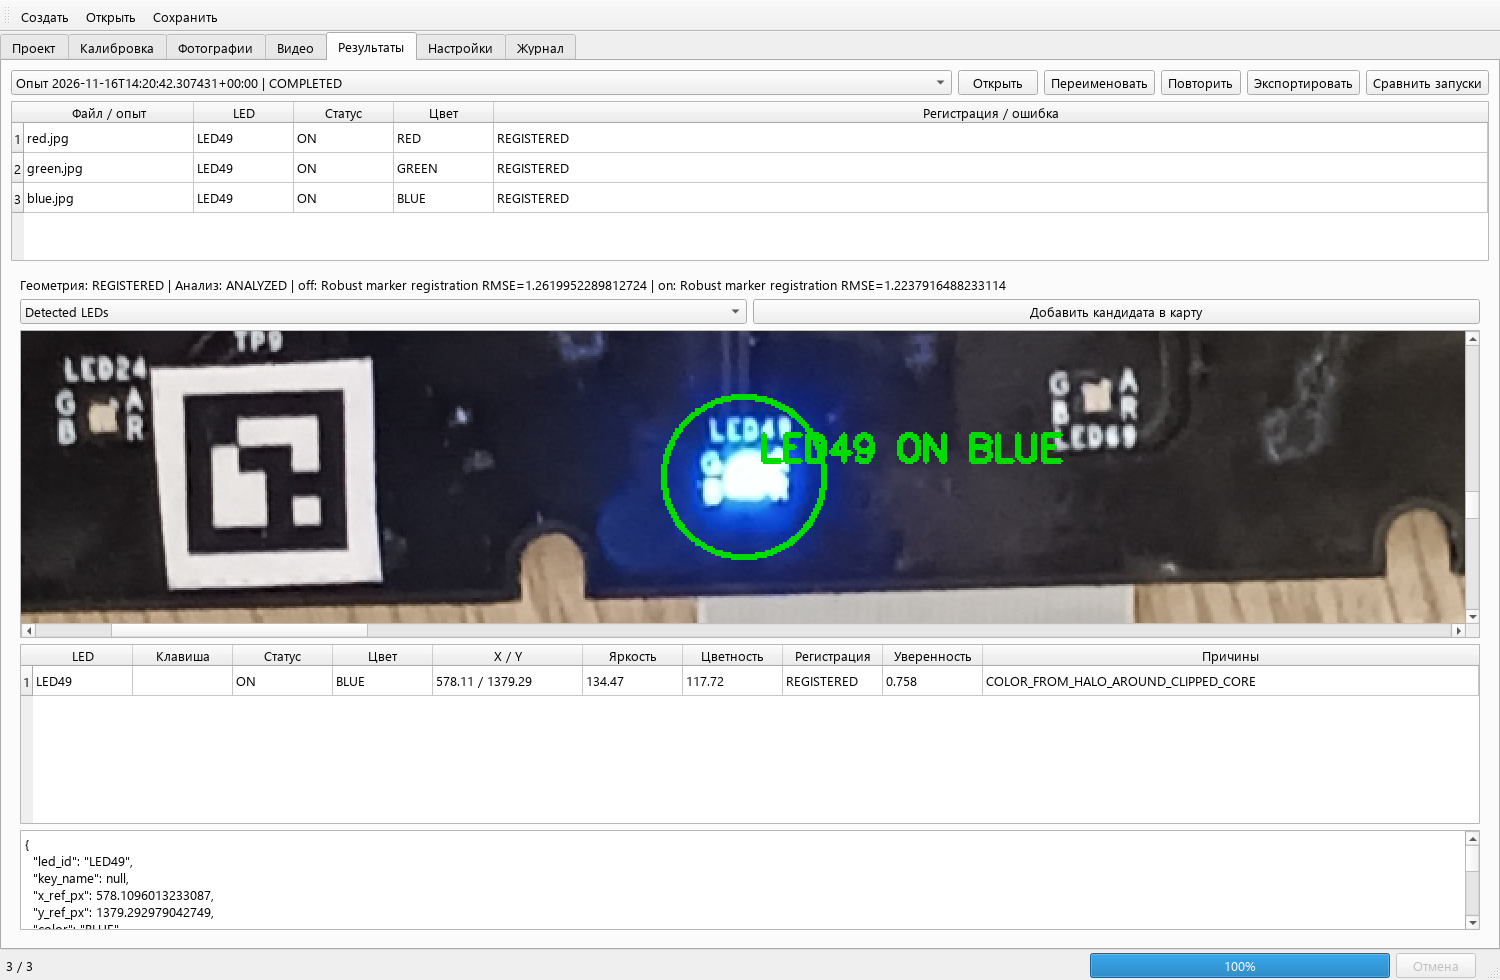 Создать Открыть Сохранить
Проект Калибровка Фотографии Видео Результаты Настройки Журнал
Опыт 2026-11-16T14:20:42.307431+00:00 | COMPLETED Открыть Переименовать Повторить Экспортировать Сравнить запуски
Файл / опыт LED Статус Цвет Регистрация / ошибка
1 red.jpg LED49 ON RED REGISTERED
2 green.jpg LED49 ON GREEN REGISTERED
3 blue.jpg LED49 ON BLUE REGISTERED
Геометрия: REGISTERED | Анализ: ANALYZED | off: Robust marker registration RMSE=1.2619952289812724 | on: Robust marker registration RMSE=1.2237916488233114
Detected LEDs Добавить кандидата в карту
TP9
LED24
G A
B R
LED49
G
LED49 ON BLUE
G A
B R
LED69
LED Клавиша Статус Цвет X / Y Яркость Цветность Регистрация Уверенность Причины
1 LED49 ON BLUE 578.11 / 1379.29 134.47 117.72 REGISTERED 0.758 COLOR_FROM_HALO_AROUND_CLIPPED_CORE
{
"led_id": "LED49",
"key_name": null,
"x_ref_px": 578.1096013233087,
"y_ref_px": 1379.292979042749,
"color": "BLUE",
3 / 3 100% Отмена